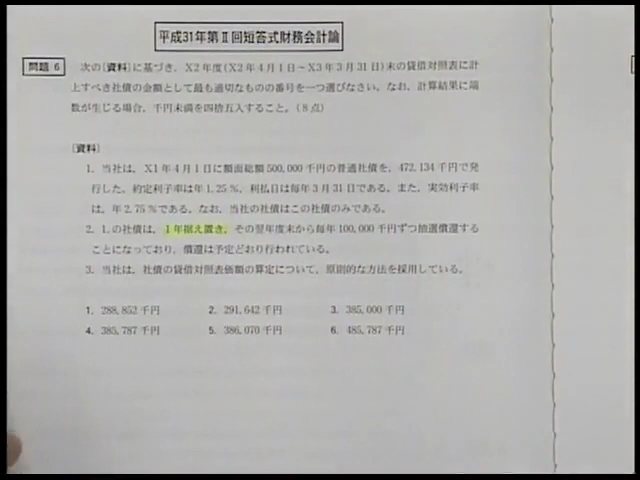 平成31年第Ⅱ回短答式財務会計論
問題 6 次の〔資料〕に基づき,X2年度(X2年4月1日~X3年3月31日)末の貸借対照表に計
上すべき社債の金額として最も適切なものの番号を一つ選びなさい。なお,計算結果に端
数が生じる場合,千円未満を四捨五入すること。(8点)
〔資料〕
1. 当社は,X1年4月1日に額面総額500,000千円の普通社債を,472,134千円で発
行した。約定利子率は年1.25%,利払日は毎年3月31日である。また,実効利子率
は,年2.75%である。なお,当社の社債はこの社債のみである。
2. 1.の社債は,1年据え置き,その翌年度末から毎年100,000千円ずつ抽選償還する
ことになっており,償還は予定どおり行われている。
3. 当社は,社債の貸借対照表価額の算定について,原則的な方法を採用している。
1. 288,852千円 2. 291,642千円 3. 385,000千円
4. 385,787千円 5. 386,070千円 6. 485,787千円